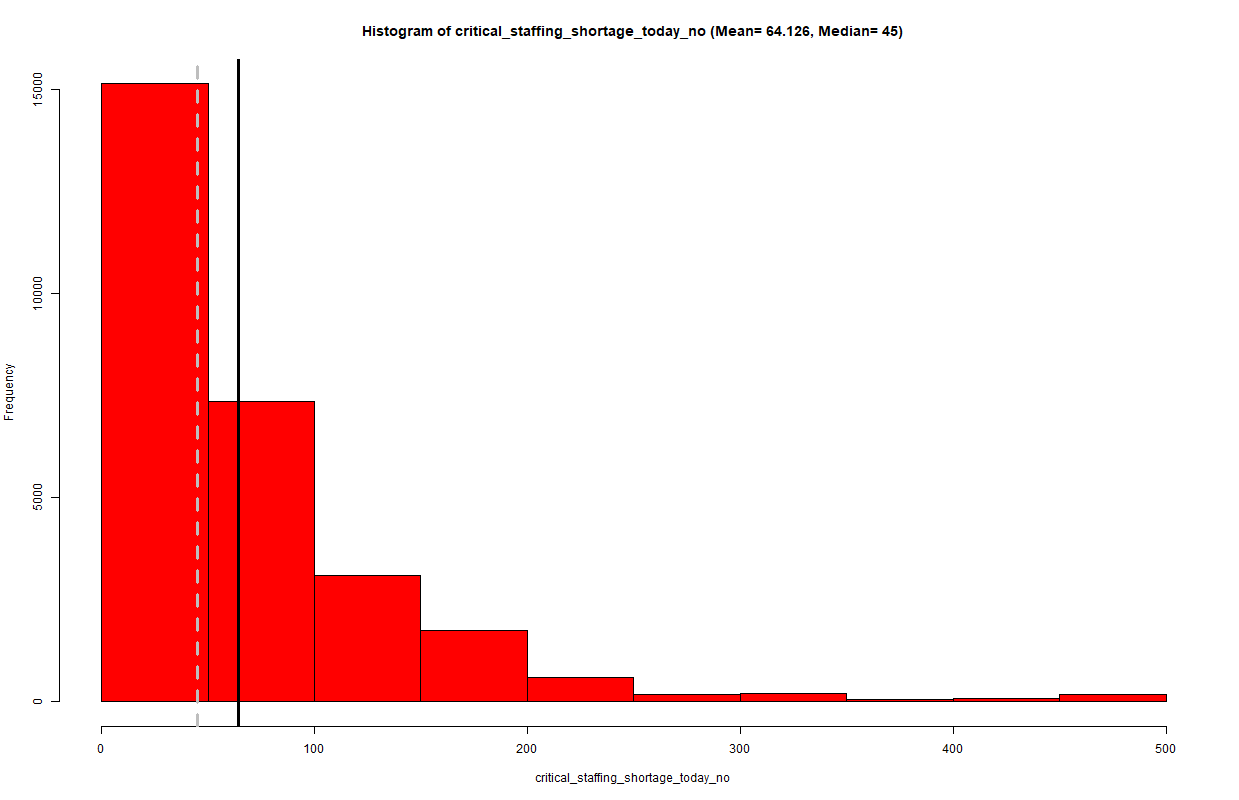 Histogram of critical_staffing_shortage_today_no (Mean= 64.126, Median= 45)
Frequency
15000
10000
5000
0
0 100 200 300 400 500
critical_staffing_shortage_today_no